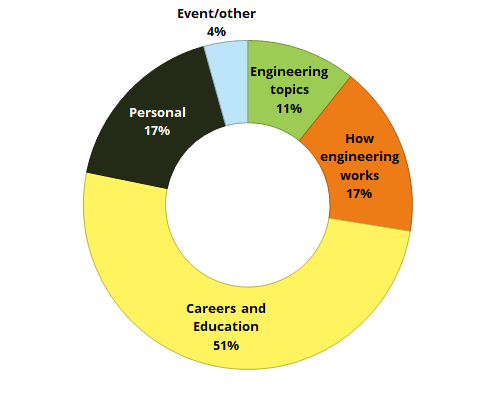 Event/other
4%
Engineering
topics
11%
How
engineering
works
17%
Careers and
Education
51%
Personal
17%